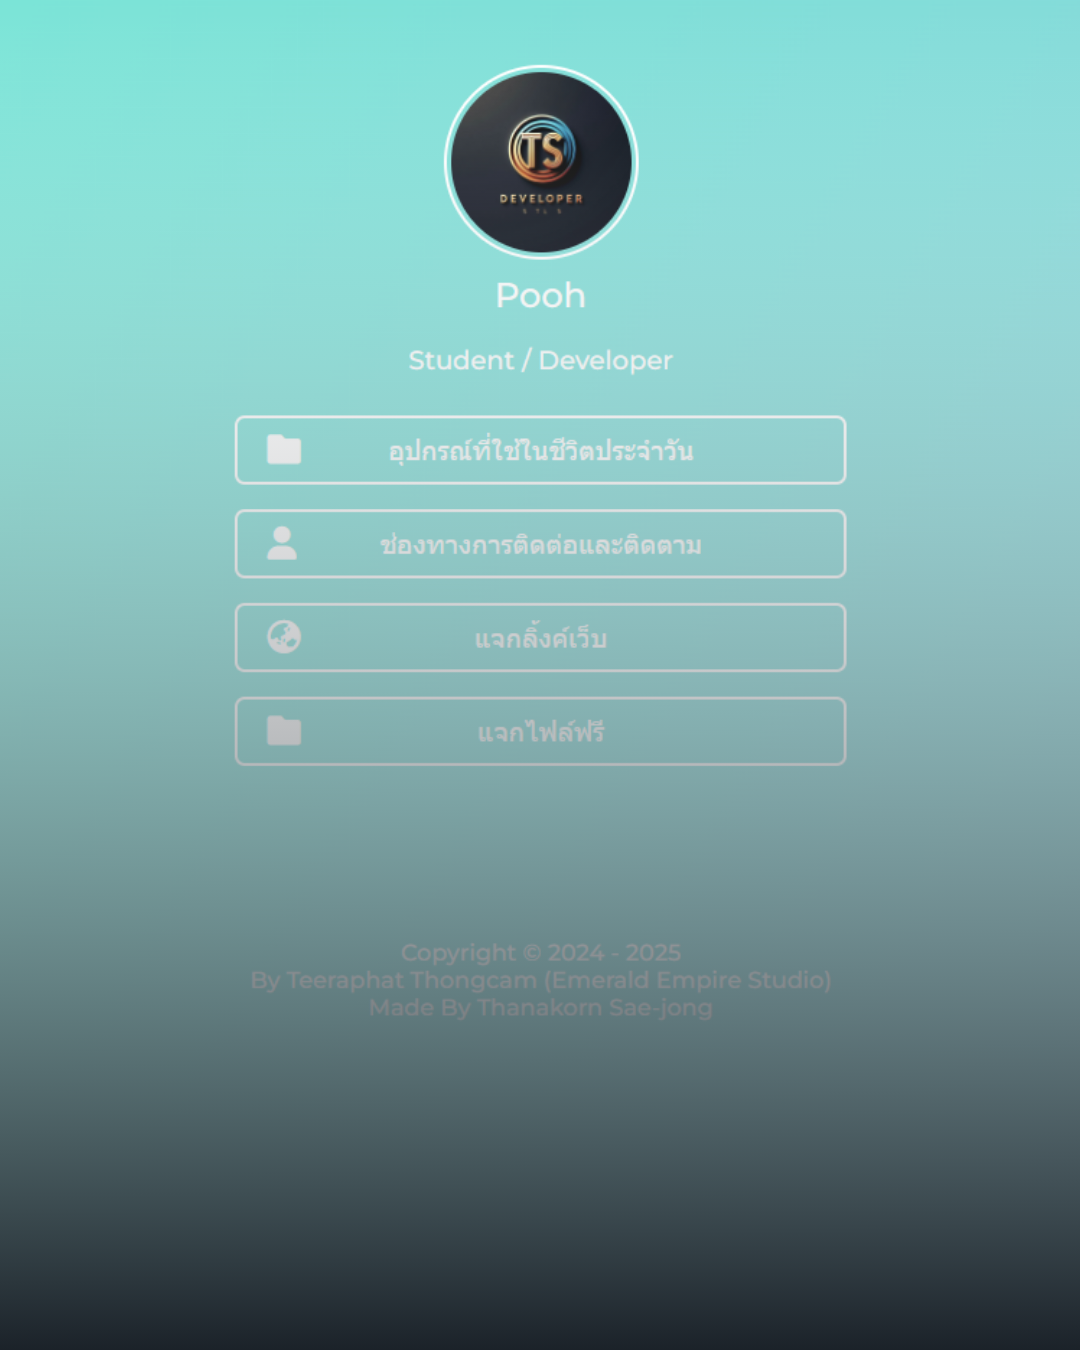 TS
DEVELOPER
Pooh
Student / Developer
อุปกรณ์ที่ใช้ในชีวิตประจำวัน
ช่องทางการติดต่อและติดตาม
แจกลิ้งค์เว็บ
แจกไฟล์ฟรี
Copyright © 2024 - 2025
By Teeraphat Thongcam (Emerald Empire Studio)
Made By Thanakorn Sae-jong